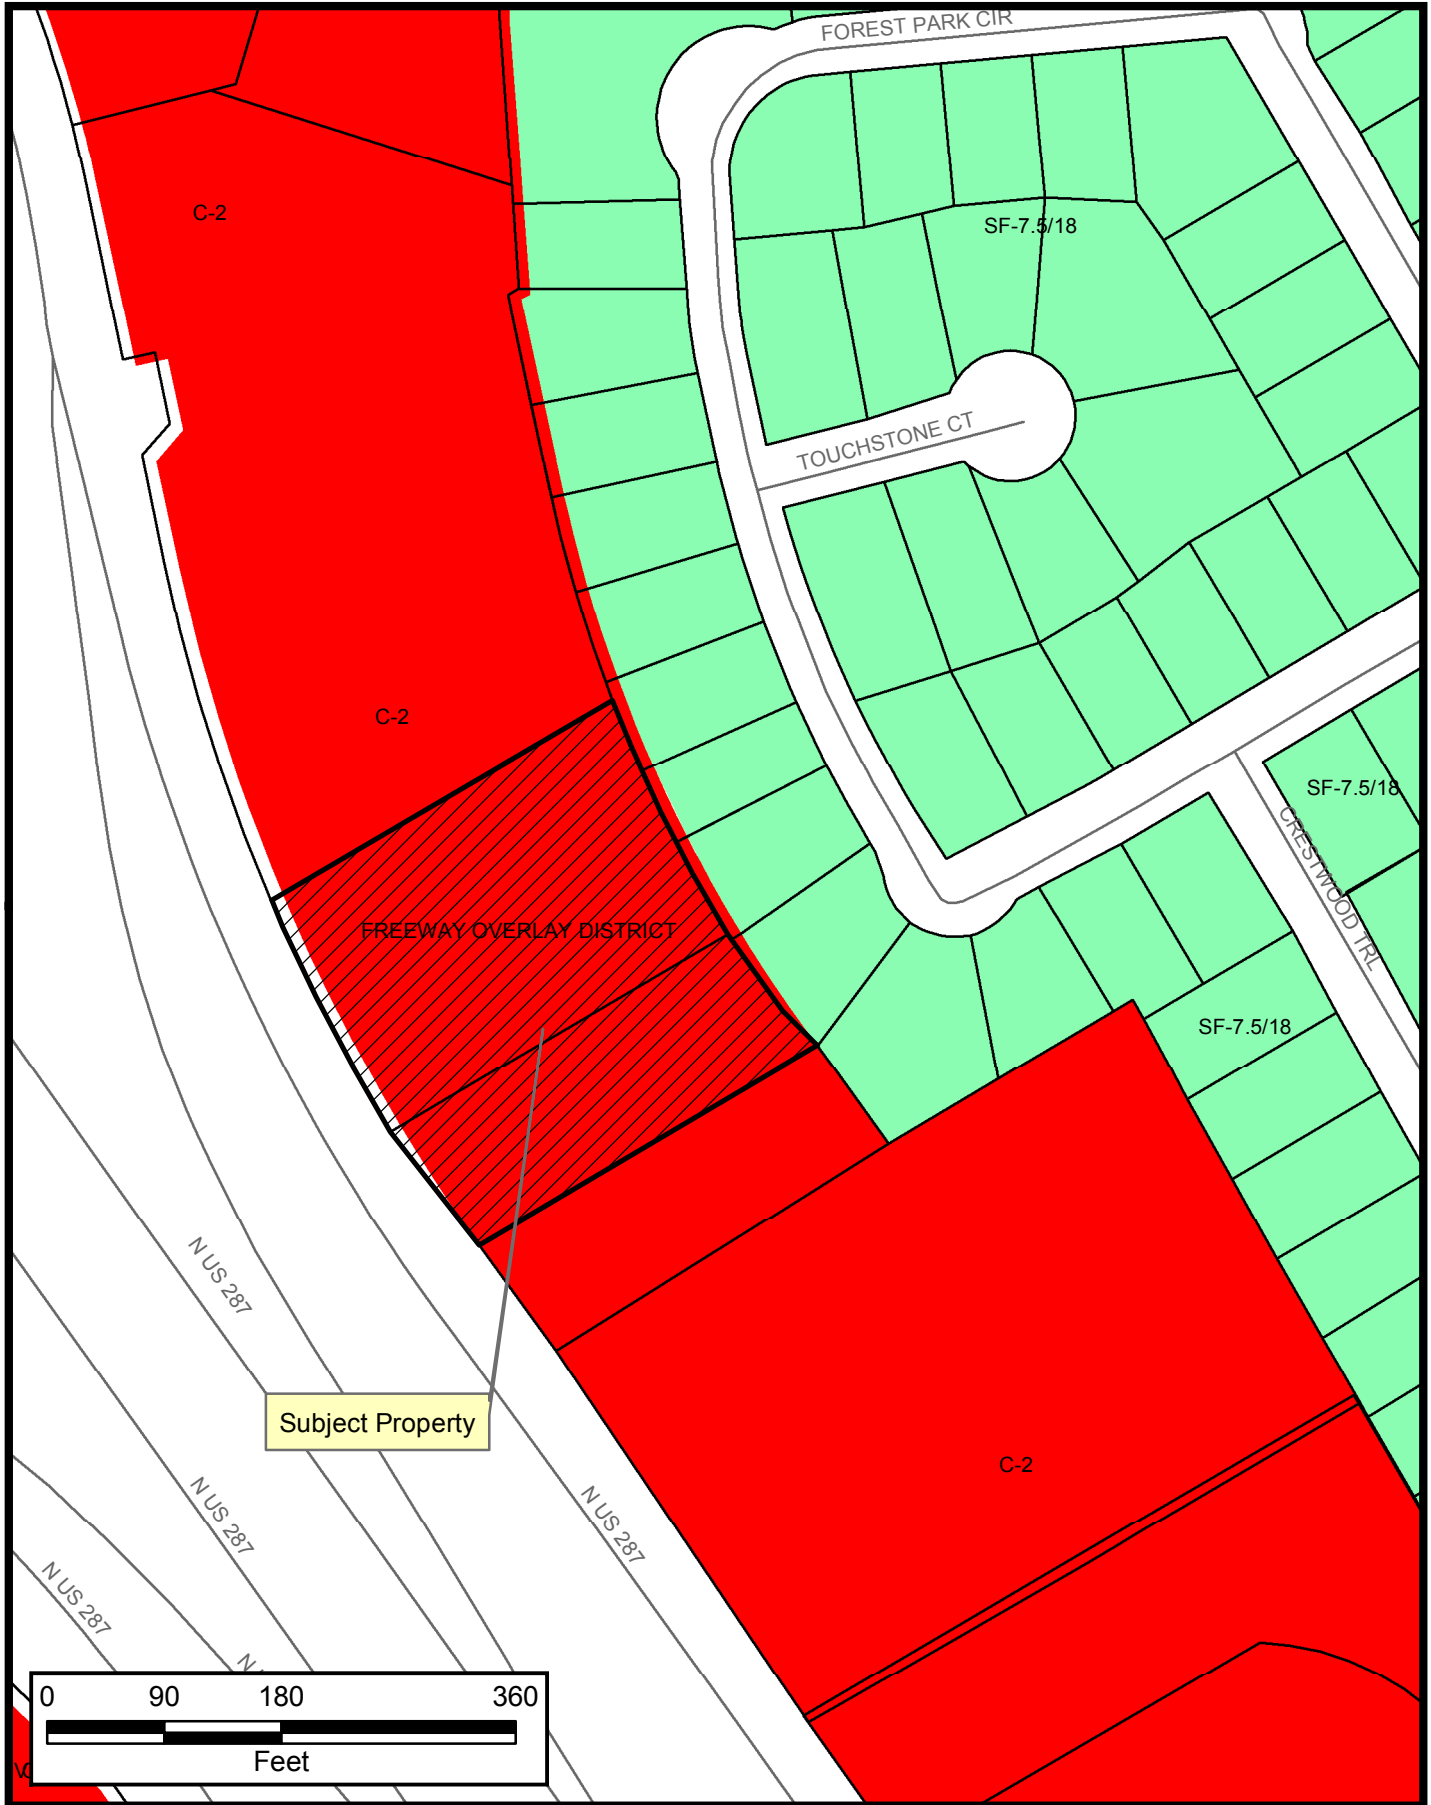 FOREST PARK CIR
C-2
SF-7.5/18
TOUCHSTONE CT
C-2
SF-7.5/18
CRESTWOOD TRL
FREEWAY OVERLAY DISTRICT
SF-7.5/18
N US 287
Subject Property
C-2
N US 287
N US 287
N US 287
N
0 90 180 360
Feet